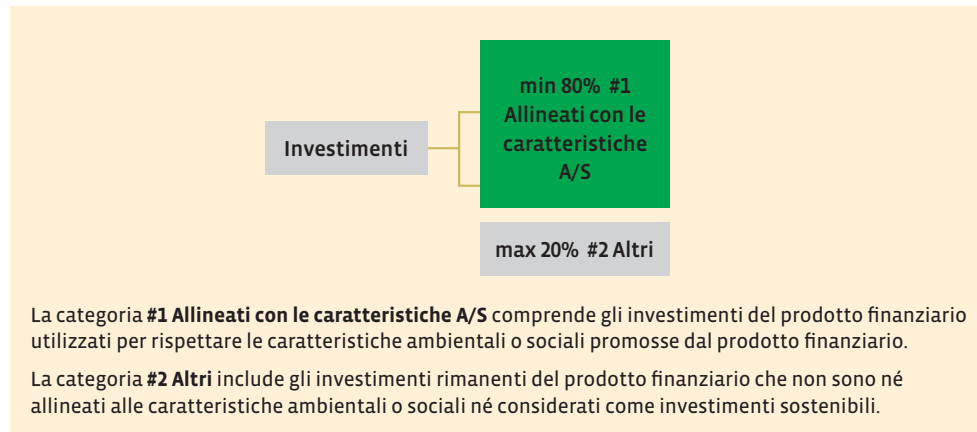 min 80% #1
Allineati con le
caratteristiche
A/S
Investimenti
max 20% #2 Altri
La categoria #1 Allineati con le caratteristiche A/S comprende gli investimenti del prodotto finanziario
utilizzati per rispettare le caratteristiche ambientali o sociali promosse dal prodotto finanziario.
La categoria #2 Altri include gli investimenti rimanenti del prodotto finanziario che non sono né
allineati alle caratteristiche ambientali o sociali né considerati come investimenti sostenibili.